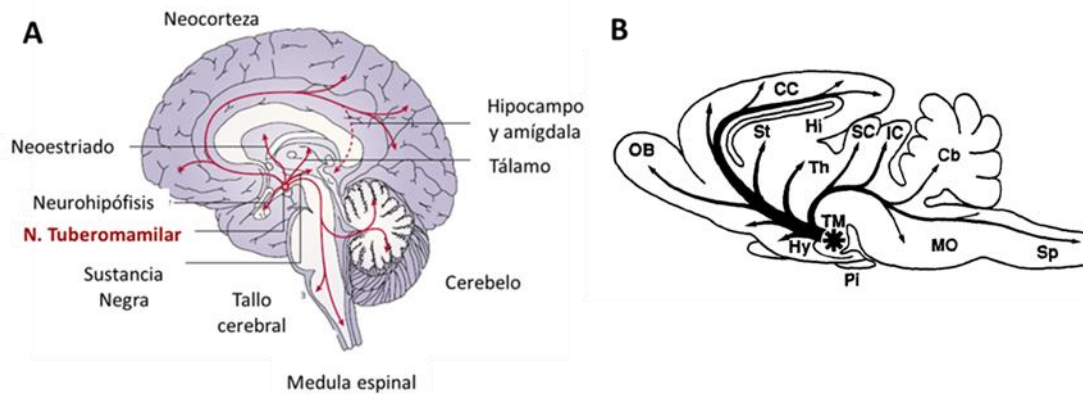 A
Neocorteza
Neoestriado
Neurohipófisis
N. Tuberomamilar
Sustancia
Negra
Tallo
cerebral
Medula espinal
Hipocampo
y amígdala
Tálamo
Cerebelo
B
OB
CC
St
Hi
SC
IC
Th
Cb
TM
Hy
MO
Sp
Pi